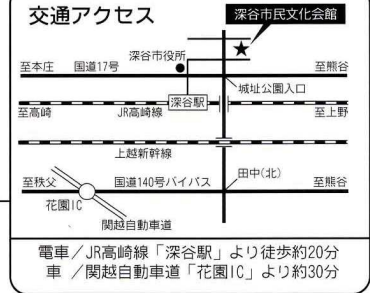 交通アクセス
深谷市民文化会館
深谷市役所
至本庄 国道17号 至熊谷
城址公園入口
深谷駅
至高崎 JR高崎線 至上野
上越新幹線
至秩父 国道140号バイパス 田中(北) 至熊谷
花園IC
関越自動車道
電車/JR高崎線「深谷駅」より徒歩約20分
車/関越自動車道「花園IC」より約30分